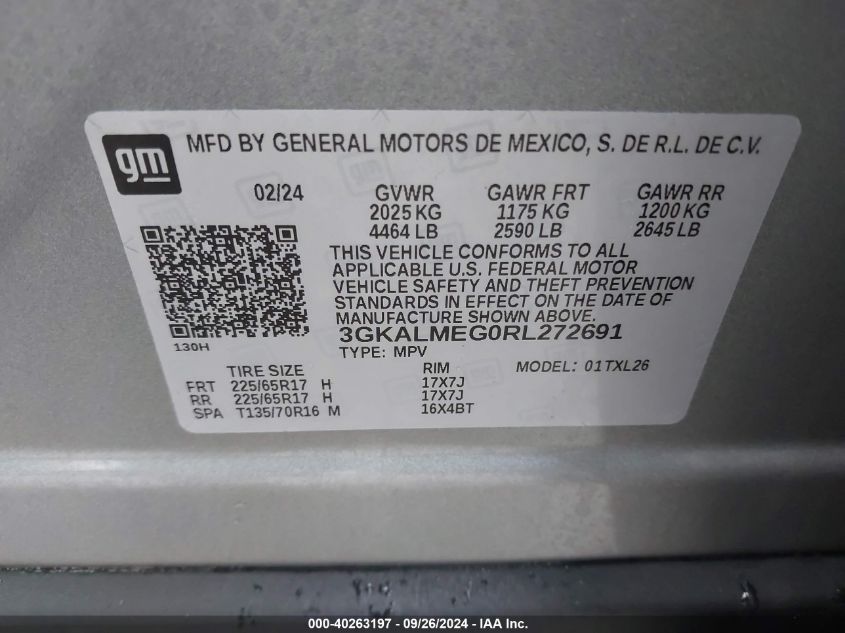 gm
MFD BY GENERAL MOTORS DE MEXICO, S. DE R.L. DE C.V.
02/24 GVWR GAWR FRT GAWR RR
2025 KG 1175 KG 1200 KG
4464 LB 2590 LB 2645 LB
THIS VEHICLE CONFORMS TO ALL
APPLICABLE U.S. FEDERAL MOTOR
VEHICLE SAFETY AND THEFT PREVENTION
STANDARDS IN EFFECT ON THE DATE OF
MANUFACTURE SHOWN ABOVE.
130H
3GKALMEG0RL272691
TYPE: MPV
TIRE SIZE RIM MODEL: 01TXL26
FRT 225/65R17 H 17X7J
RR 225/65R17 H 17X7J
SPA T135/70R16 M 16X4BT
000-40263197 - 09/26/2024 - IAA Inc.